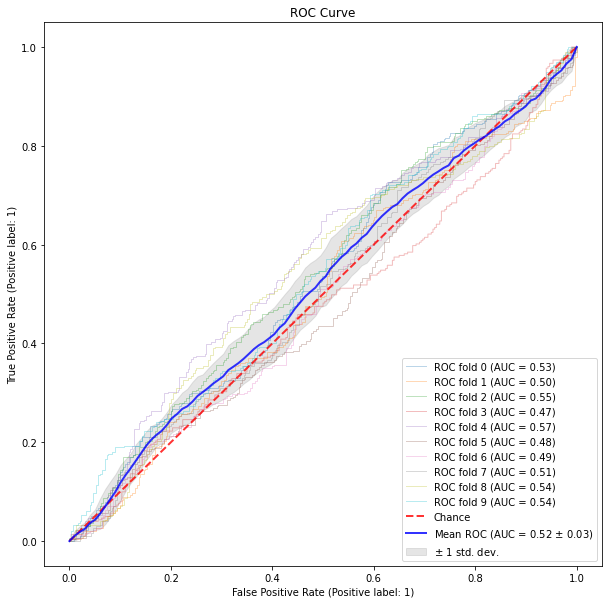 ROC Curve
True Positive Rate (Positive label: 1)
1.0
0.8
0.6
0.4
0.2
0.0
ROC fold 0 (AUC = 0.53)
ROC fold 1 (AUC = 0.50)
ROC fold 2 (AUC = 0.55)
ROC fold 3 (AUC = 0.47)
ROC fold 4 (AUC = 0.57)
ROC fold 5 (AUC = 0.48)
ROC fold 6 (AUC = 0.49)
ROC fold 7 (AUC = 0.51)
ROC fold 8 (AUC = 0.54)
ROC fold 9 (AUC = 0.54)
Chance
Mean ROC (AUC = 0.52 ± 0.03)
± 1 std. dev.
0.0 0.2 0.4 0.6 0.8 1.0
False Positive Rate (Positive label: 1)